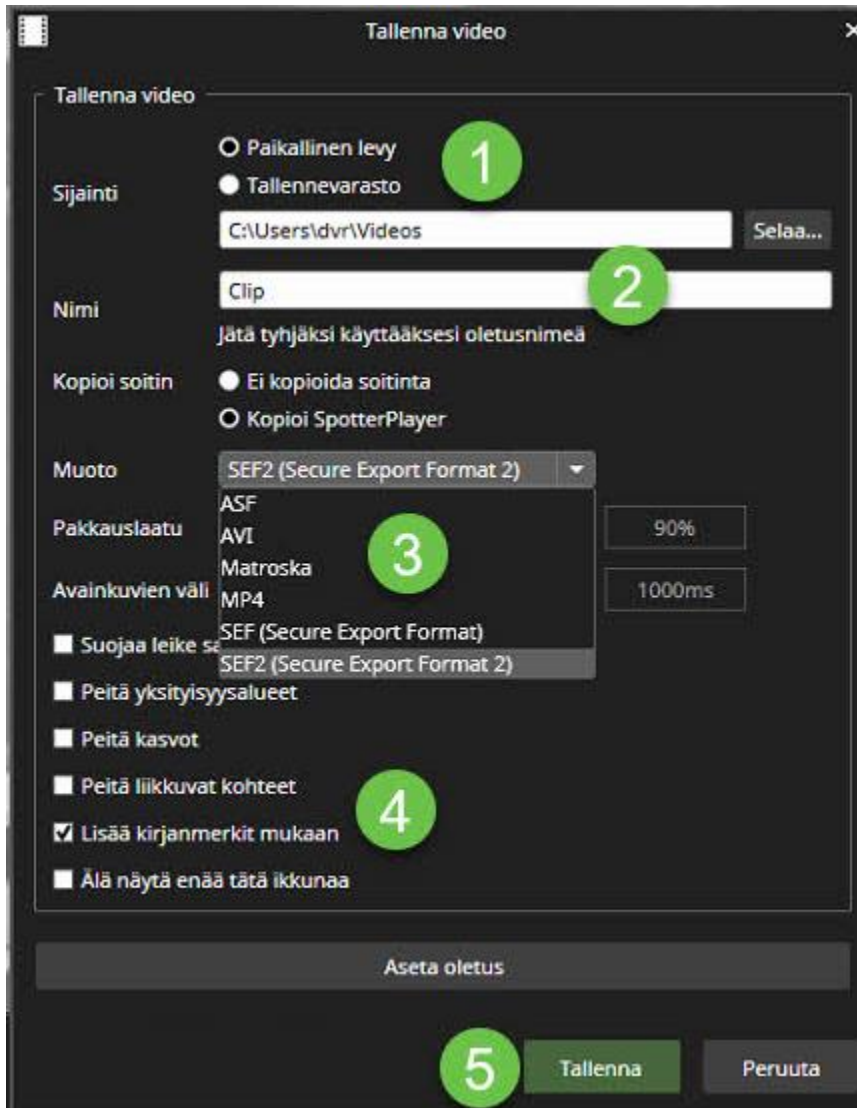 Tallenna video
Tallenna video
Paikallinen levy
1
Sijainti
Tallennevarasto
C:\Users\dvr\Videos
Selaa...
Nimi
Clip
2
Jätä tyhjäksi käyttääksesi oletusnimeä
Kopioi soitin
Ei kopioida soitinta
Kopioi SpotterPlayer
Muoto
SEF2 (Secure Export Format 2)
ASF
Pakkauslaatu
AVI
3
90%
Matroska
Avainkuvien väli
MP4
1000ms
Suojaa leike
SEF (Secure Export Format)
SEF2 (Secure Export Format 2)
Peitä yksityisyysalueet
Peitä kasvot
Peitä liikkuvat kohteet
4
Lisää kirjanmerkit mukaan
Älä näytä enää tätä ikkunaa
Aseta oletus
5
Tallenna
Peruuta